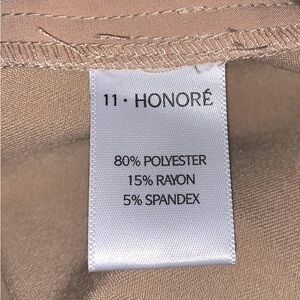 11 • HONORÉ
80% POLYESTER
15% RAYON
5% SPANDEX